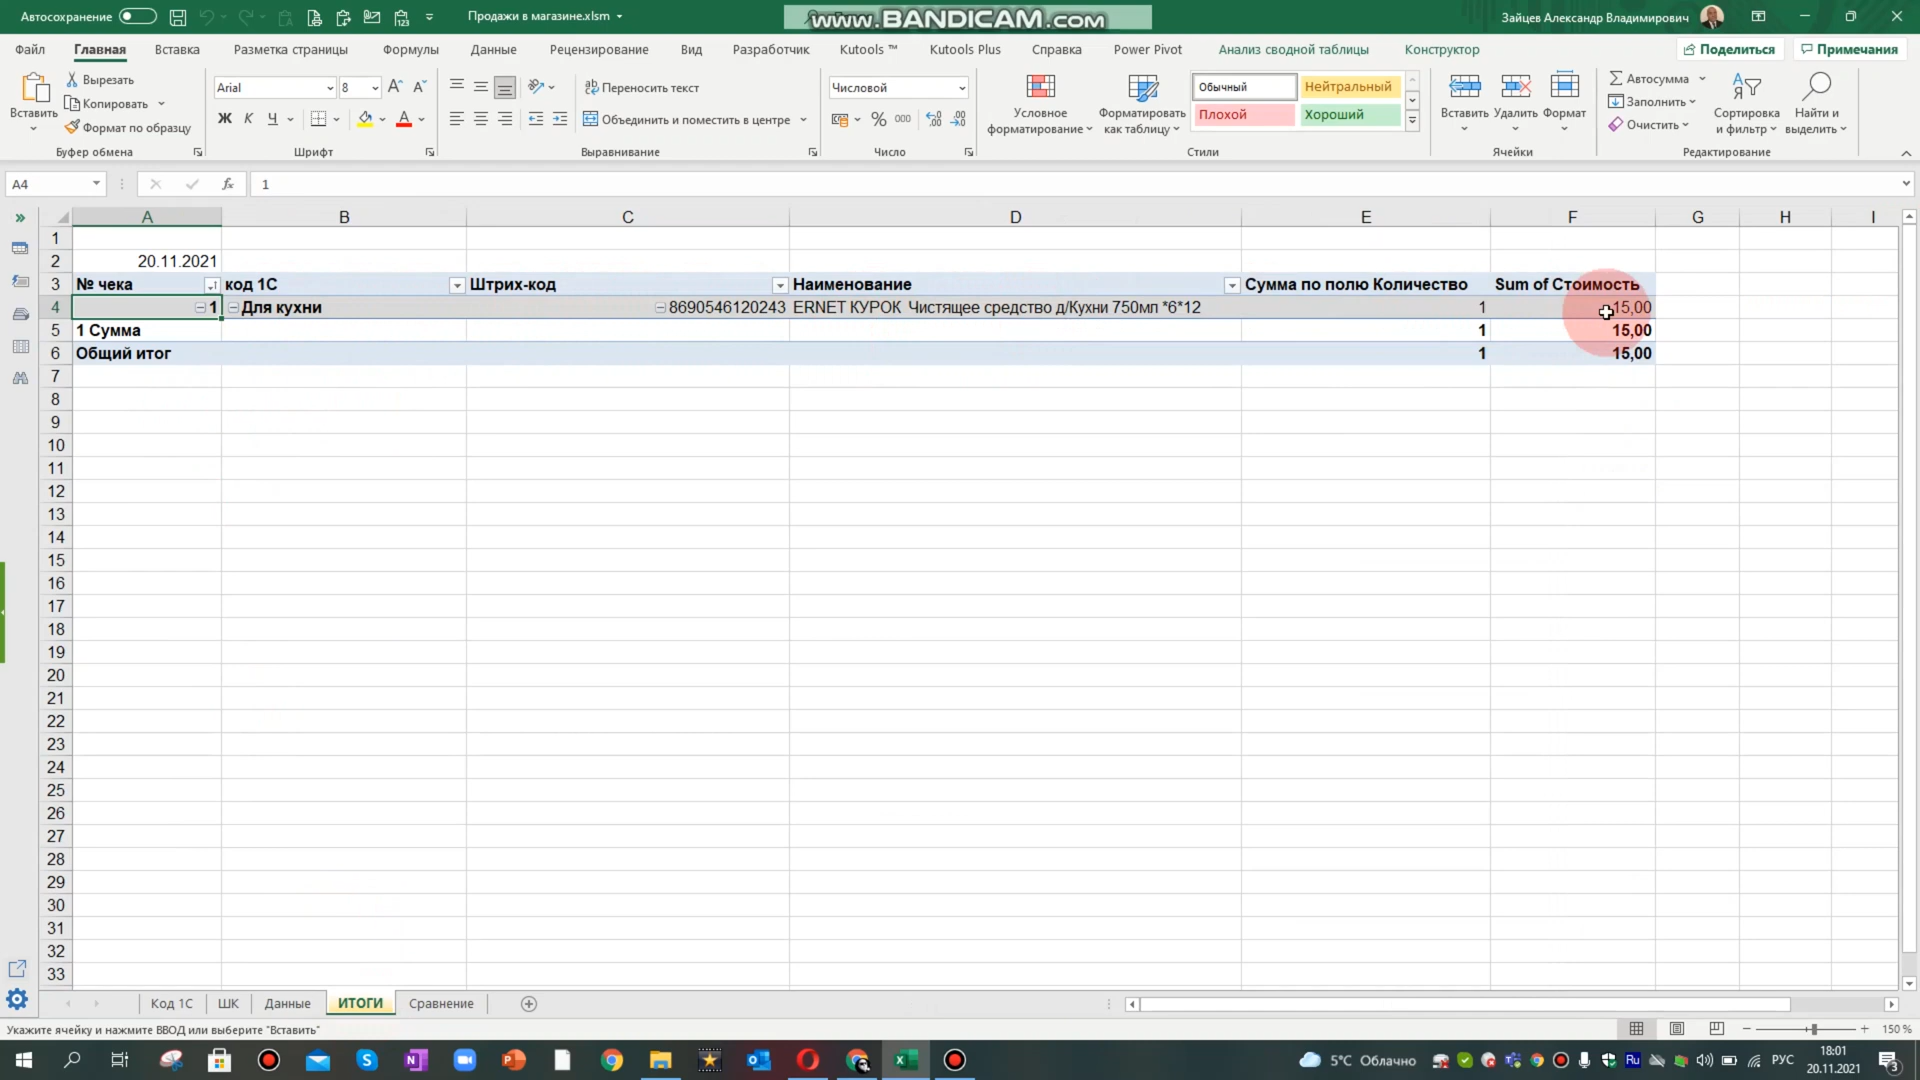 Автосохранение
Продажи в магазине.xlsm
www.BANDICAM.com
Зайцев Александр Владимирович
Файл Главная Вставка Разметка страницы Формулы Данные Рецензирование Вид Разработчик Kutools ™ Kutools Plus Справка Power Pivot Анализ сводной таблицы Конструктор Поделиться Примечания
Вставить
Вырезать
Копировать
Формат по образцу
Буфер обмена
Arial 8
Ж К Ч
Шрифт
Переносить текст
Объединить и поместить в центре
Выравнивание
Числовой
% 000
Число
Условное форматирование
Форматировать как таблицу
Обычный Нейтральный
Плохой Хороший
Стили
Вставить Удалить Формат
Ячейки
Автосумма
Заполнить
Очистить
Сортировка и фильтр
Найти и выделить
Редактирование
A4 fx 1
A B C D E F G H I
1
2 20.11.2021
3 № чека код 1С Штрих-код Наименование Сумма по полю Количество Sum of Стоимость
4 1 Для кухни 8690546120243 ERNET КУРОК Чистящее средство д/Кухни 750мл *6*12 1 15,00
5 1 Сумма 1 15,00
6 Общий итог 1 15,00
7
8
9
10
11
12
13
14
15
16
17
18
19
20
21
22
23
24
25
26
27
28
29
30
31
32
33
Код 1С ШК Данные ИТОГИ Сравнение
Укажите ячейку и нажмите ВВОД или выберите "Вставить"
150 %
5°C Облачно
Ru
РУС
18:01
20.11.2021
3